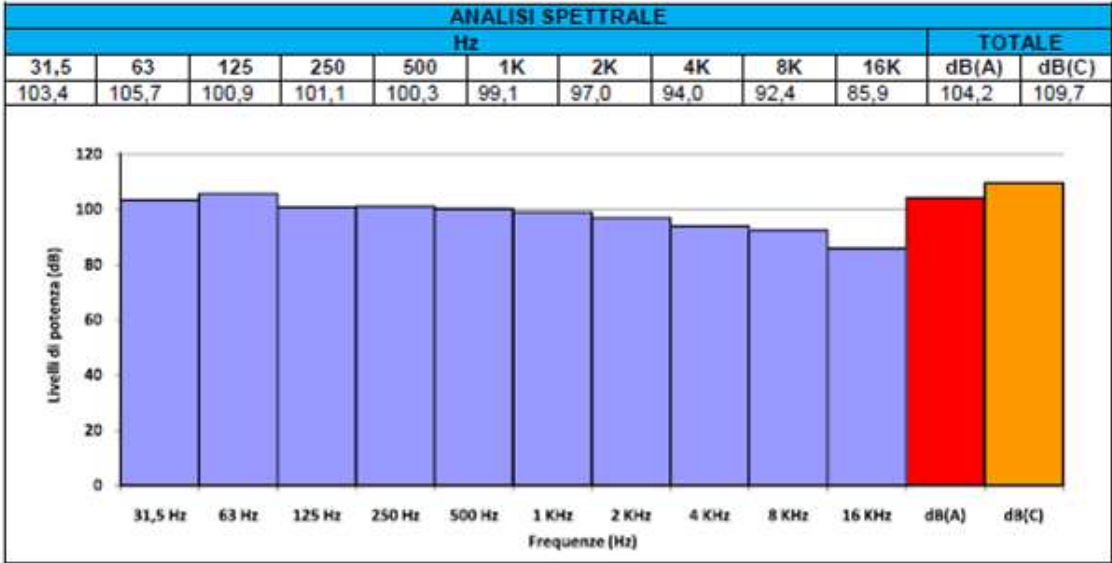 ANALISI SPETTRALE
Hz TOTALE
31,5 63 125 250 500 1K 2K 4K 8K 16K dB(A) dB(C)
103,4 105,7 100,9 101,1 100,3 99,1 97,0 94,0 92,4 85,9 104,2 109,7
120
100
80
60
40
20
0
Livelli di potenza (dB)
31,5 Hz 63 Hz 125 Hz 250 Hz 500 Hz 1 KHz 2 KHz 4 KHz 8 KHz 16 KHz dB(A) dB(C)
Frequenze (Hz)